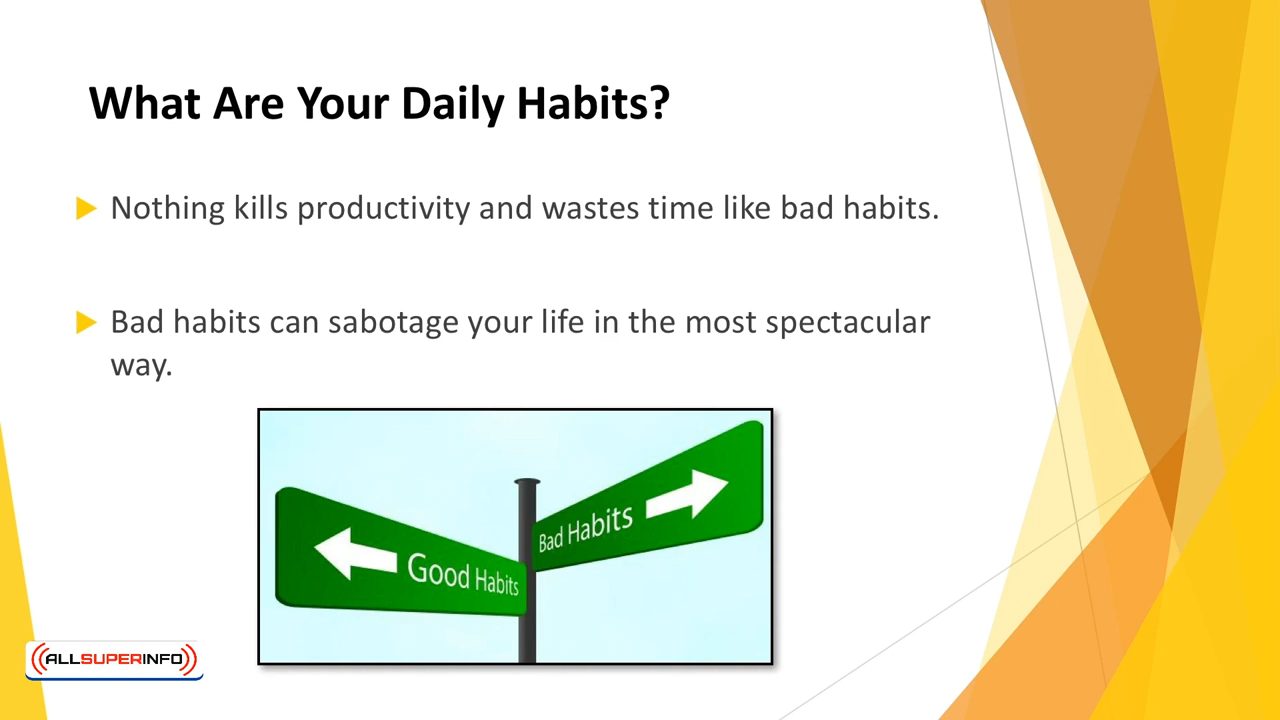 What Are Your Daily Habits?
Nothing kills productivity and wastes time like bad habits.
Bad habits can sabotage your life in the most spectacular
way.
Bad Habits
Good Habits
ALLSUPERINFO